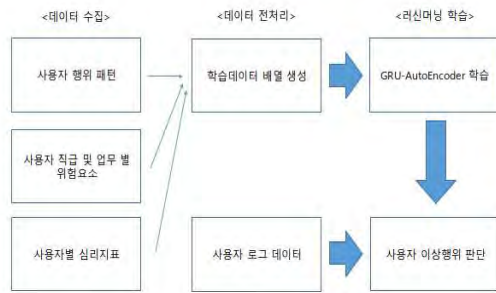 <데이터 수집>
<데이터 전처리>
<러신머닝 학습>
사용자 행위 패턴
학습데이터 배열 생성
GRU-AutoEncoder 학습
사용자 직급 및 업무 별
위험요소
사용자별 심리지표
사용자 로그 데이터
사용자 이상행위 판단